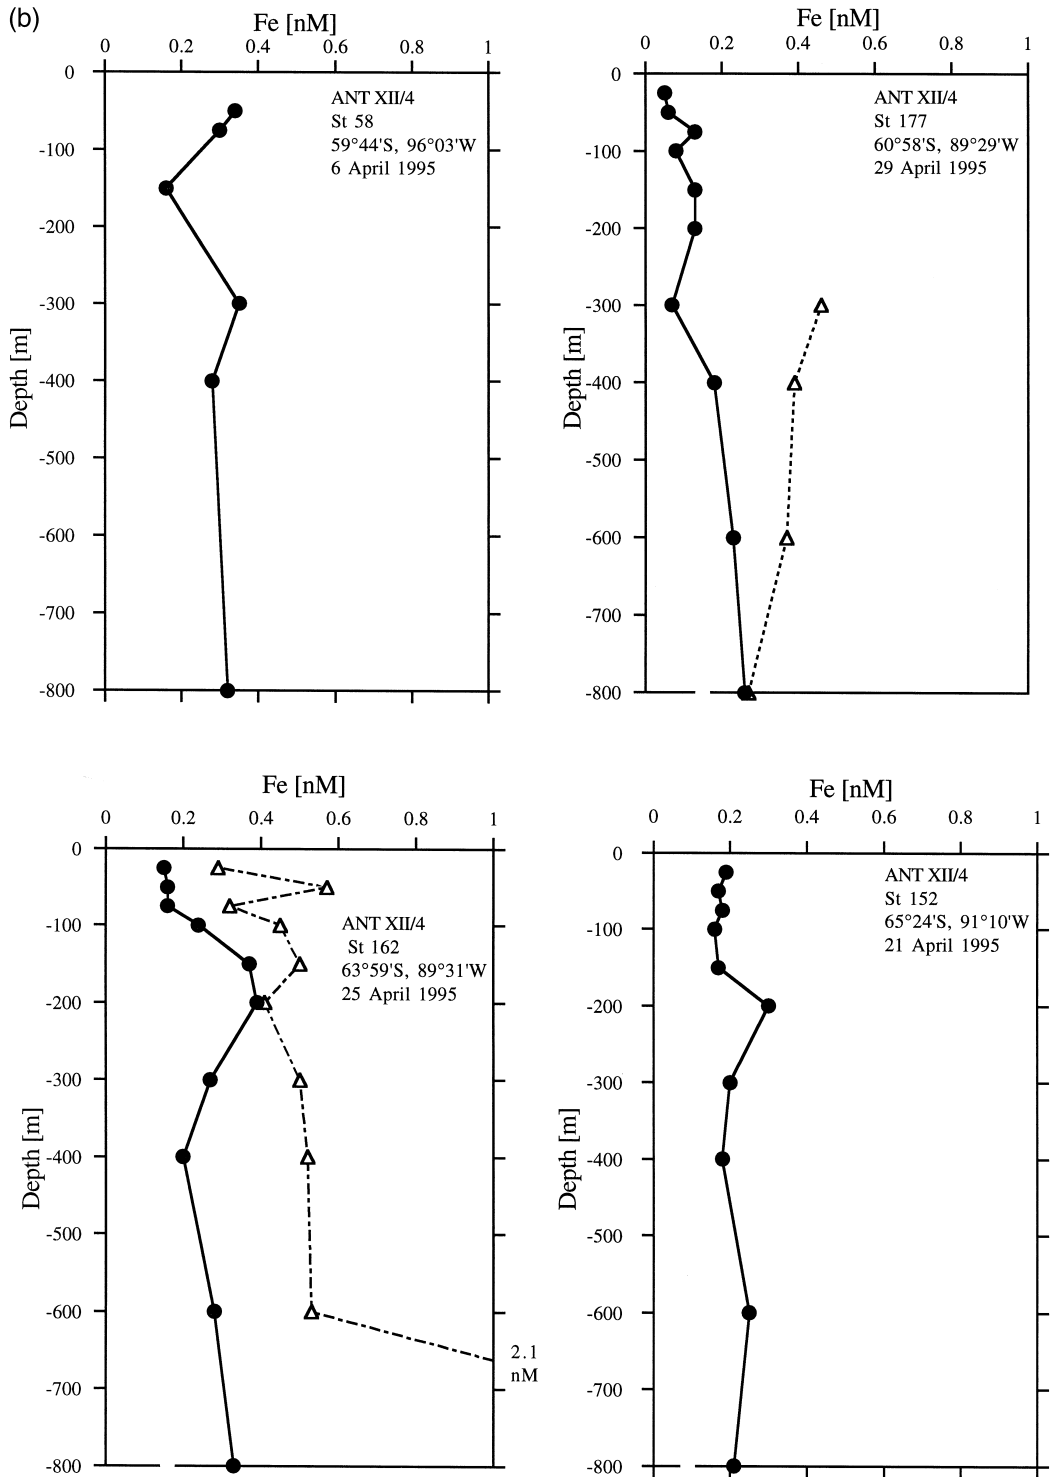 (b)
Fe [nM]
0 0.2 0.4 0.6 0.8 1
0
-100
-200
-300
-400
-500
-600
-700
-800
Depth [m]
ANT XII/4
St 58
59°44'S, 96°03'W
6 April 1995
Fe [nM]
0 0.2 0.4 0.6 0.8 1
0
-100
-200
-300
-400
-500
-600
-700
-800
Depth [m]
ANT XII/4
St 177
60°58'S, 89°29'W
29 April 1995
Fe [nM]
0 0.2 0.4 0.6 0.8 1
0
-100
-200
-300
-400
-500
-600
-700
-800
Depth [m]
ANT XII/4
St 162
63°59'S, 89°31'W
25 April 1995
2.1
nM
Fe [nM]
0 0.2 0.4 0.6 0.8 1
0
-100
-200
-300
-400
-500
-600
-700
-800
Depth [m]
ANT XII/4
St 152
65°24'S, 91°10'W
21 April 1995